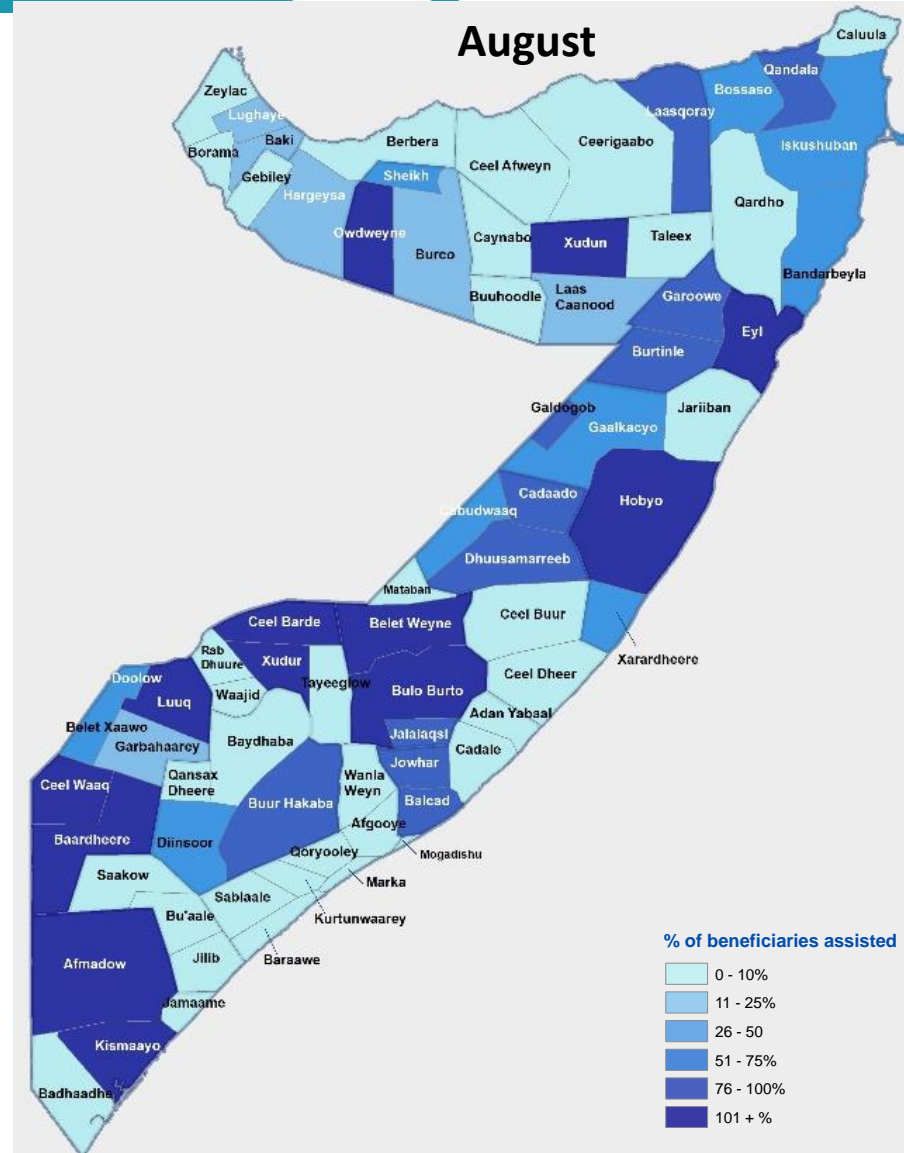 August
Caluula
Qandala
Zeylac
Bossaso
Laasqoray
Lughaye
Baki
Berbera
Ceerigaabo
Iskushuban
Borama
Ceel Afweyn
Gebiley
Sheikh
Hargeysa
Qardho
Owdweyne
Taleex
Caynabo
Xudun
Burco
Bandarbeyla
Buuhoodle
Laas
Caanood
Garoowe
Eyl
Burtinle
Galdogob
Jariiban
Gaalkacyo
Cadaado
Hobyo
Cabudwaaq
Dhuusamarreeb
Mataban
Ceel Buur
Ceel Barde
Belet Weyne
Rab
Dhuure
Xudur
Xarardheere
Ceel Dheer
Doolow
Tayeeglow
Waajid
Bulo Burto
Luuq
Adan Yabaal
Belet Xaawo
Jalalaqsi
Garbahaarey
Baydhaba
Cadale
Jowhar
Qansax
Dheere
Wanla
Weyn
Ceel Waaq
Buur Hakaba
Balcad
Afgooye
Baardheere
Diinsoor
Qoryooley
Mogadishu
Saakow
Marka
Sablaale
Bu'aale
Kurtunwaarey
Baraawe
Afmadow
Jilib
Jamaame
Kismaayo
Badhaadhe
% of beneficiaries assisted
0 - 10%
11 - 25%
26 - 50
51 - 75%
76 - 100%
101 + %